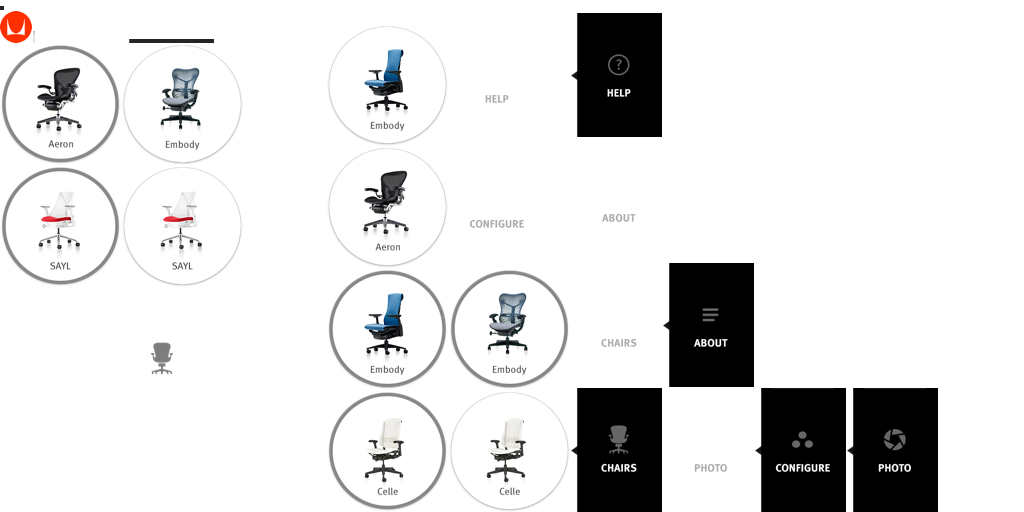 Aeron
Embody
SAYL
SAYL
Embody
HELP
HELP
Aeron
CONFIGURE
ABOUT
Embody
Embody
CHAIRS
ABOUT
Celle
Celle
CHAIRS
PHOTO
CONFIGURE
PHOTO